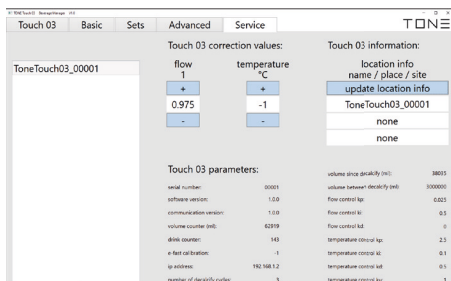 TONE Touch 03 BeverageManager v1.0
Touch 03 Basic Sets Advanced Service
TONE
ToneTouch03_00001
Touch 03 correction values:
flow temperature
1 °C
+ +
0.975 -1
- -
Touch 03 information:
location info
name / place / site
update location info
ToneTouch03_00001
none
none
Touch 03 parameters:
serial number: 00001
software version: 1.0.0
communication version: 1.0.0
volume counter (ml): 62919
drink counter: 143
e-fast calibration: -1
ip address: 192.168.1.2
number of decalcify cycles: 3
volume since decalcify (ml): 38035
volume between decalcify (ml): 3000000
flow control kp: 0.025
flow control ki: 0.5
flow control kd: 0
temperature control kp: 2.5
temperature control ki: 0.1
temperature control kd: 0.5